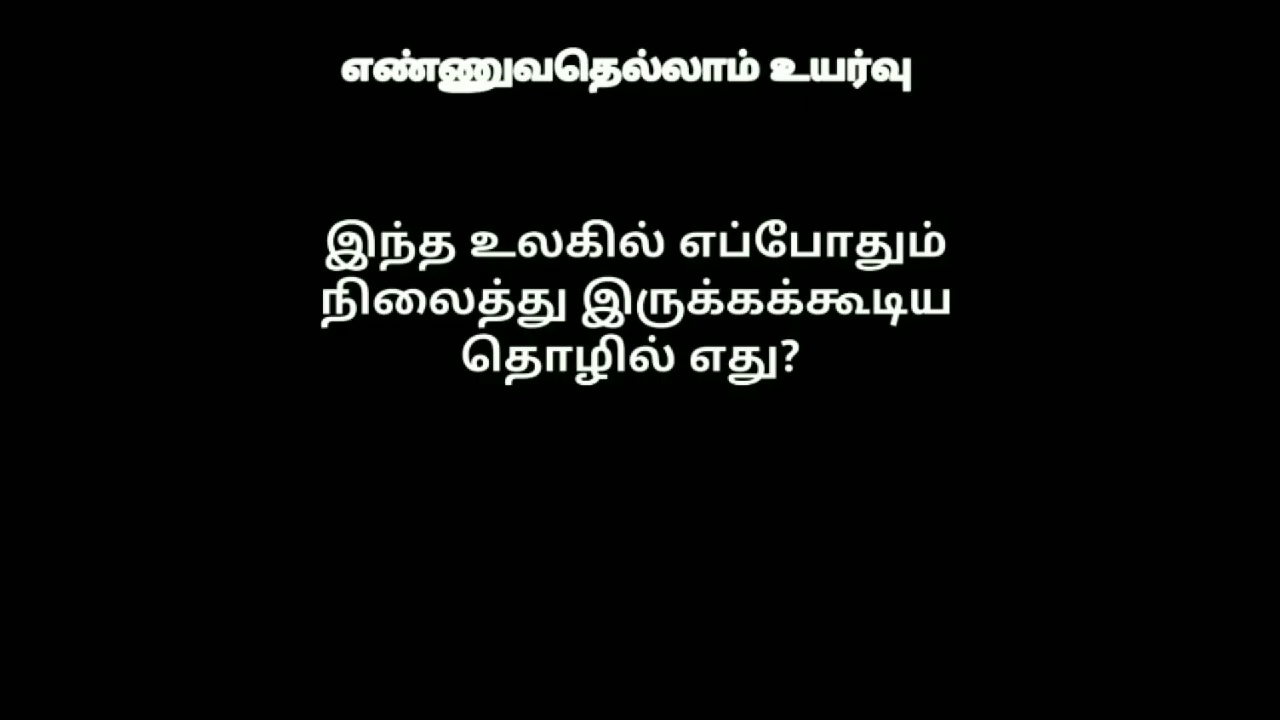 எண்ணுவதெல்லாம் உயர்வு
இந்த உலகில் எப்போதும்
நிலைத்து இருக்கக்கூடிய
தொழில் எது?